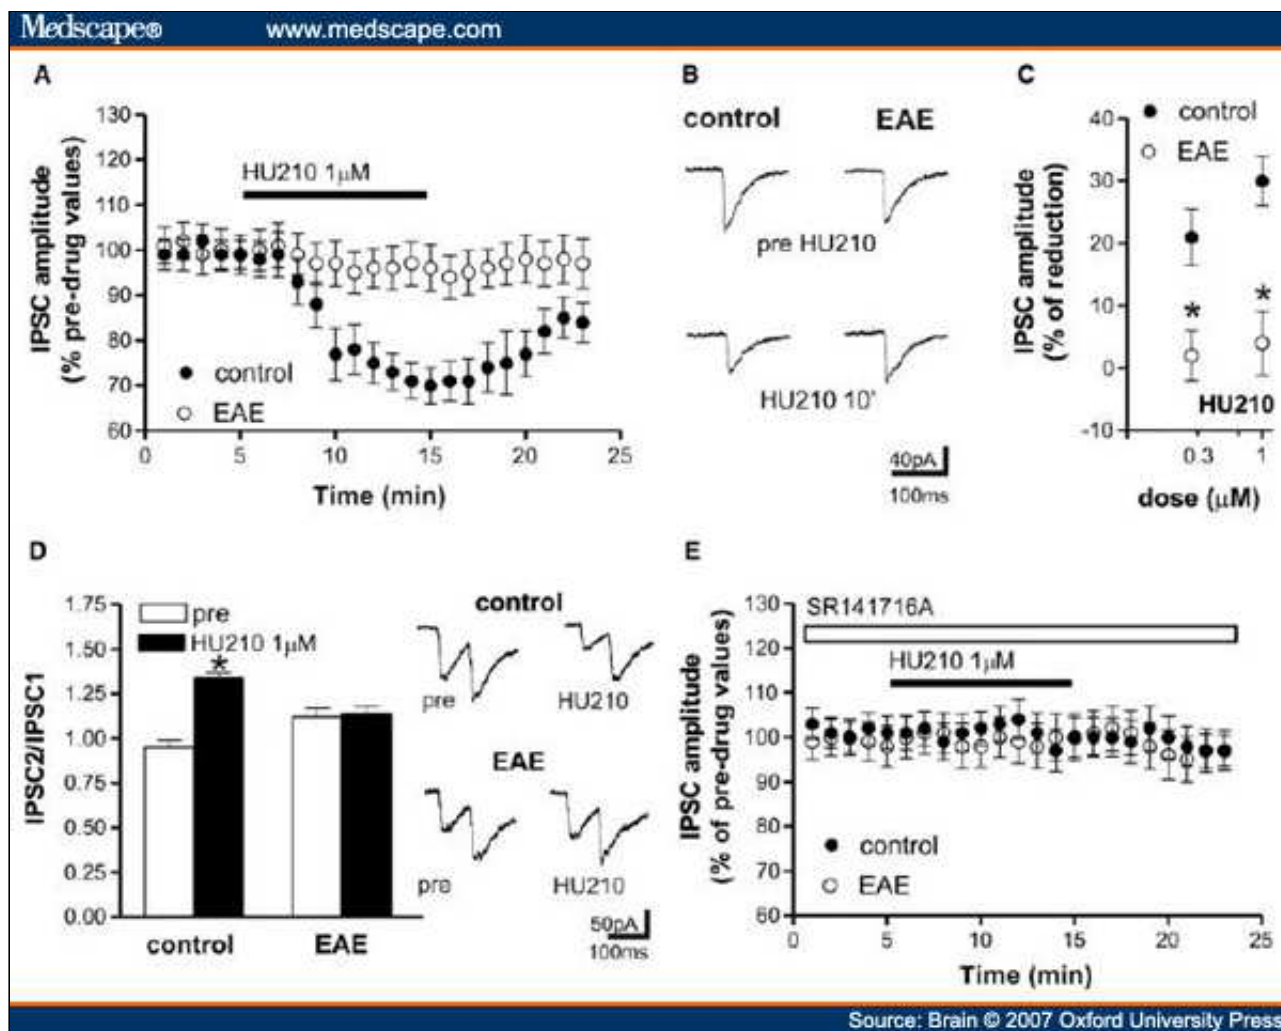 Medscape® www.medscape.com
A
130
120
110
100
90
80
70
60
IPSC amplitude
(% pre-drug values)
HU210 1µM
control
EAE
0 5 10 15 20 25
Time (min)
B
control EAE
pre HU210
HU210 10'
40pA
100ms
C
control
EAE
40
30
20
10
0
-10
IPSC amplitude
(% of reduction)
*
*
HU210
0.3 1
dose (µM)
D
1.75
1.50
1.25
1.00
0.75
0.50
0.25
0.00
IPSC2/IPSC1
pre
HU210 1µM
*
control EAE
control
pre HU210
EAE
pre HU210
50pA
100ms
E
130
120
110
100
90
80
70
60
IPSC amplitude
(% of pre-drug values)
SR141716A
HU210 1µM
control
EAE
0 5 10 15 20 25
Time (min)
Source: Brain © 2007 Oxford University Press